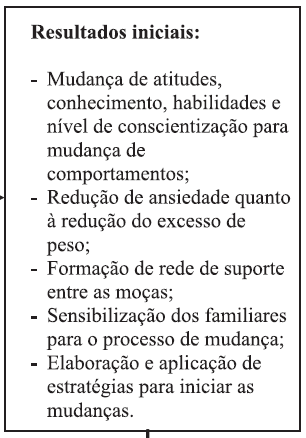 Resultados iniciais:
- Mudança de atitudes,
conhecimento, habilidades e
nível de conscientização para
mudança de
comportamentos;
- Redução de ansiedade quanto
à redução do excesso de
peso;
- Formação de rede de suporte
entre as moças;
- Sensibilização dos familiares
para o processo de mudança;
- Elaboração e aplicação de
estratégias para iniciar as
mudanças.